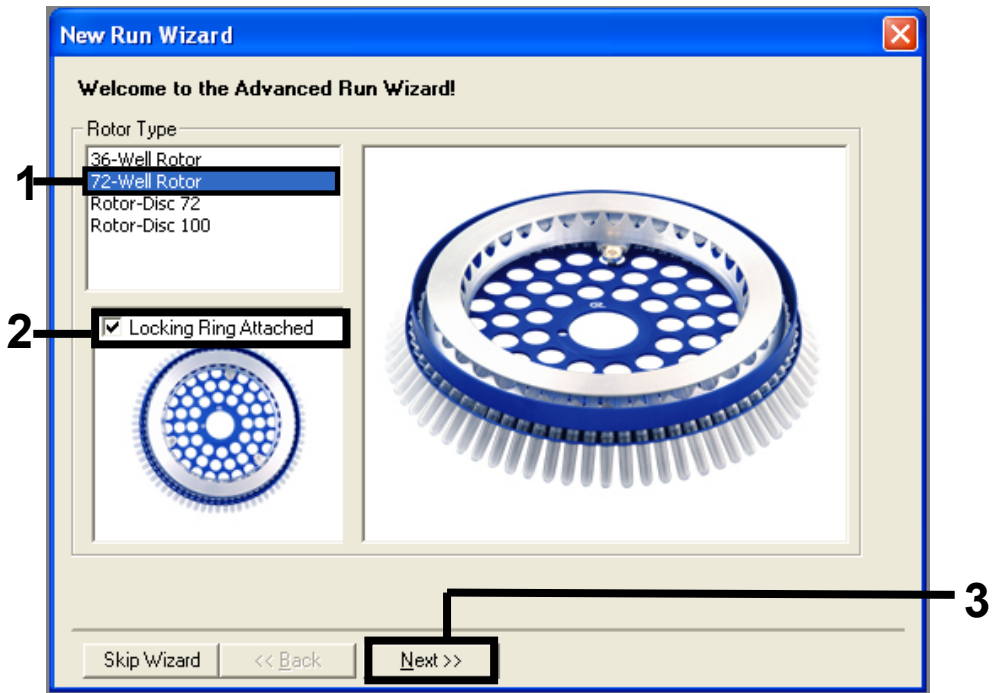 New Run Wizard
Welcome to the Advanced Run Wizard!
Rotor Type
36-Well Rotor
1
72-Well Rotor
Rotor-Disc 72
Rotor-Disc 100
2
Locking Ring Attached
3
Skip Wizard
<< Back
Next >>